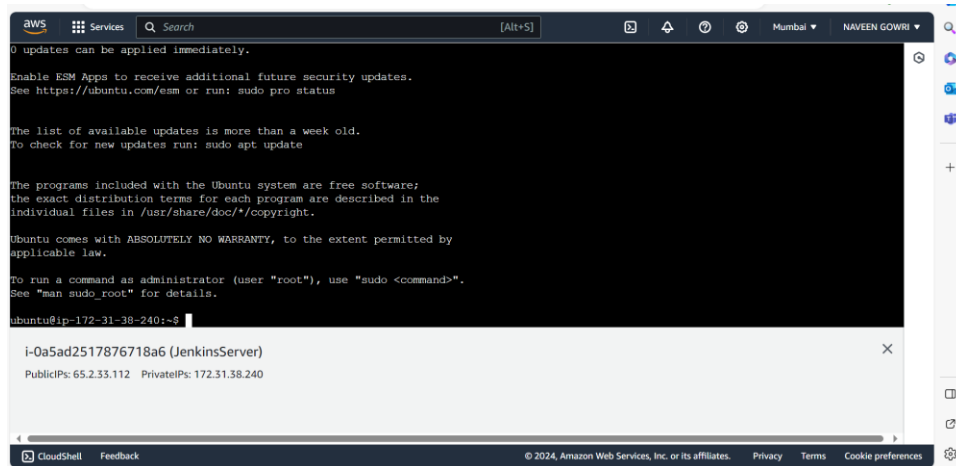 aws Services Search [Alt+S] Mumbai NAVEEN GOWRI
0 updates can be applied immediately.
Enable ESM Apps to receive additional future security updates.
See https://ubuntu.com/esm or run: sudo pro status
The list of available updates is more than a week old.
To check for new updates run: sudo apt update
The programs included with the Ubuntu system are free software;
the exact distribution terms for each program are described in the
individual files in /usr/share/doc/*/copyright.
Ubuntu comes with ABSOLUTELY NO WARRANTY, to the extent permitted by
applicable law.
To run a command as administrator (user "root"), use "sudo <command>".
See "man sudo_root" for details.
ubuntu@ip-172-31-38-240:~$
i-0a5ad2517876718a6 (JenkinsServer)
PublicIPs: 65.2.33.112 PrivateIPs: 172.31.38.240
CloudShell Feedback © 2024, Amazon Web Services, Inc. or its affiliates. Privacy Terms Cookie preferences